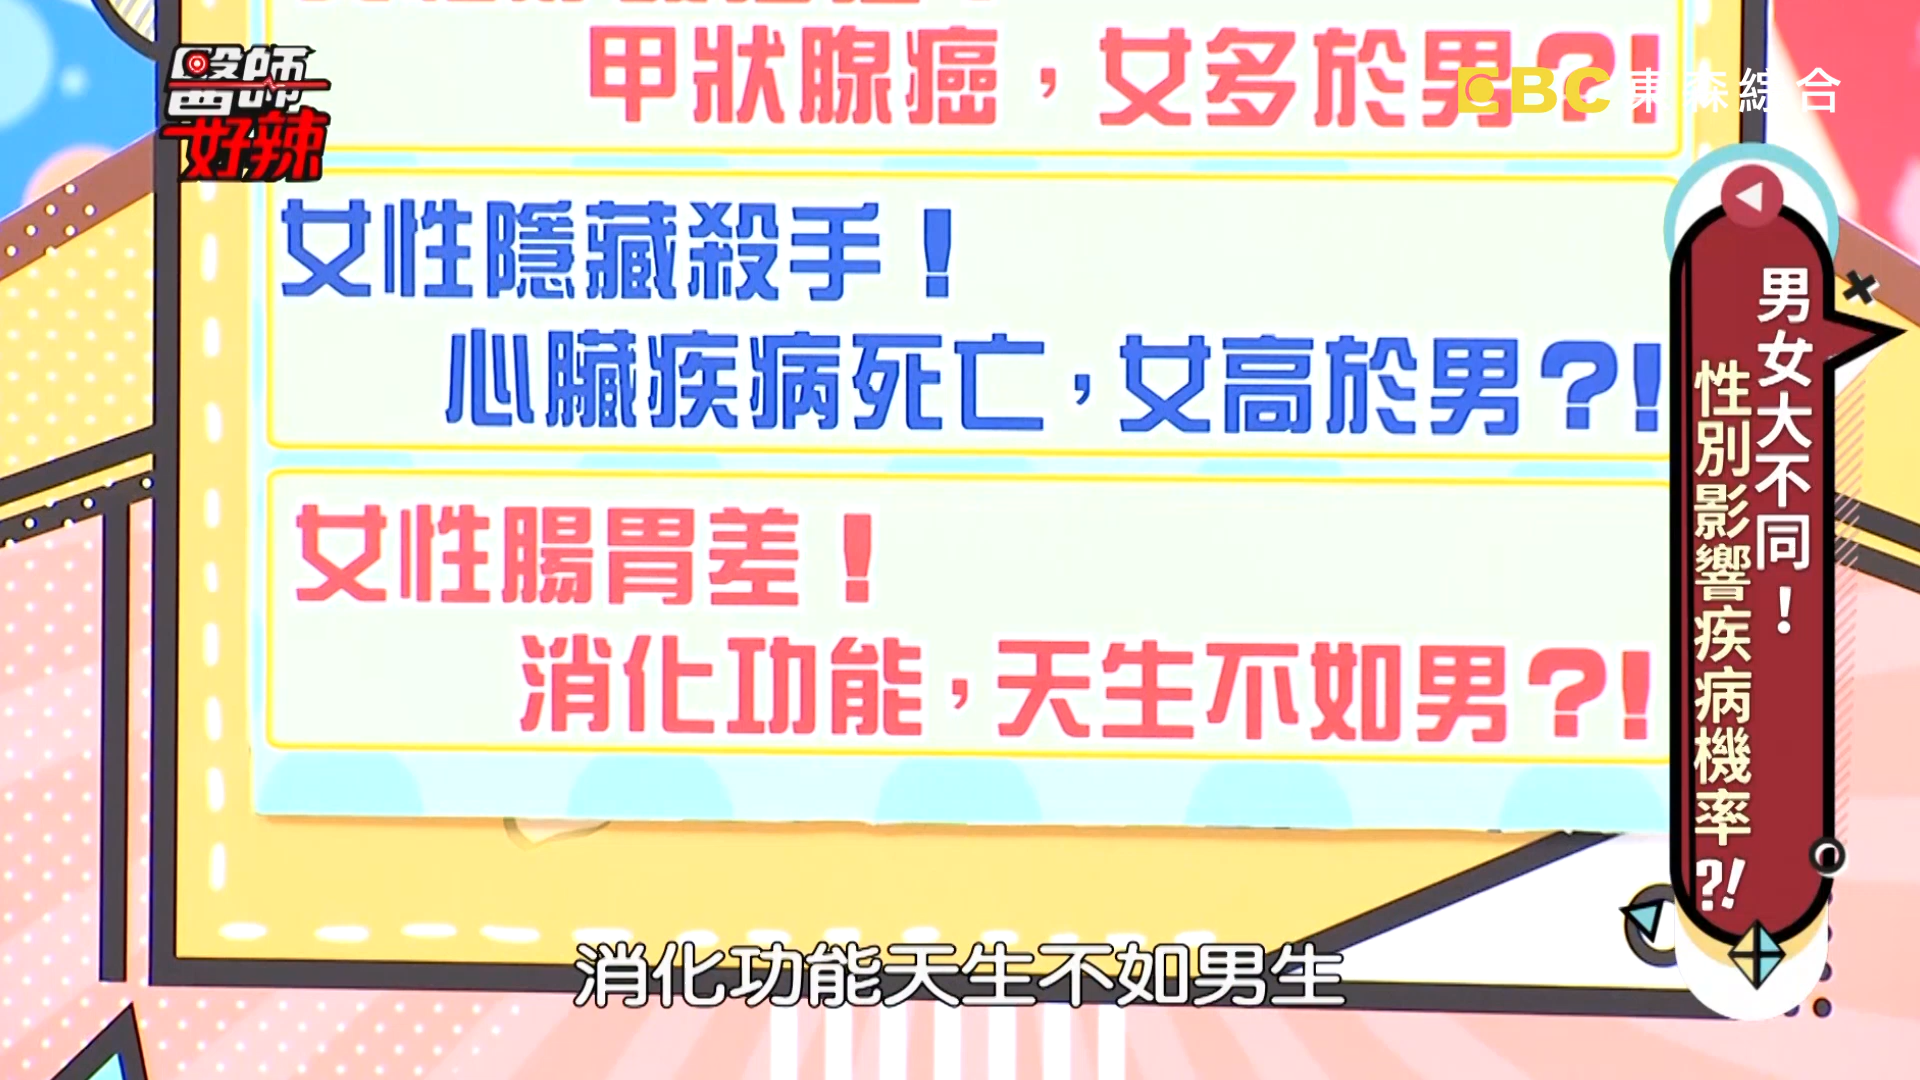 醫師
好辣
甲狀腺癌，女多於男?!
EBC 東森綜合
女性隱藏殺手！
心臟疾病死亡，女高於男?!
女性腸胃差！
消化功能，天生不如男?!
男女大不同！
性別影響疾病機率?!
消化功能天生不如男生